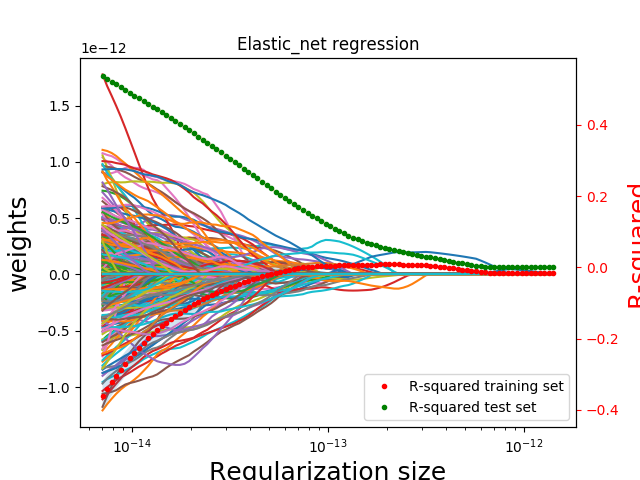 Elastic_net regression
1e−12
1.5
1.0
0.5
0.0
−0.5
−1.0
weights
0.4
0.2
0.0
−0.2
−0.4
R-squared
R-squared training set
R-squared test set
10⁻¹⁴
10⁻¹³
10⁻¹²
Regularization size